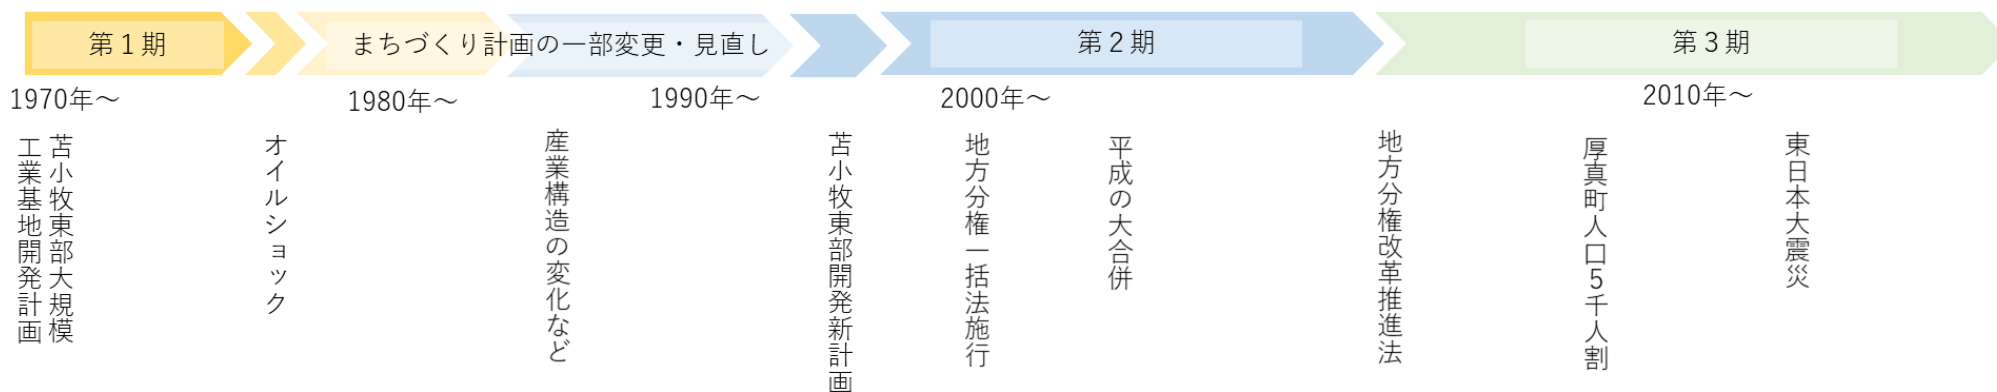 第１期
まちづくり計画の一部変更・見直し
第２期
第３期
1970年～
1980年～
1990年～
2000年～
2010年～
苫小牧東部大規模
工業基地開発計画
オイルショック
産業構造の変化など
苫小牧東部開発新計画
地方分権一括法施行
平成の大合併
地方分権改革推進法
厚真町人口５千人割
東日本大震災